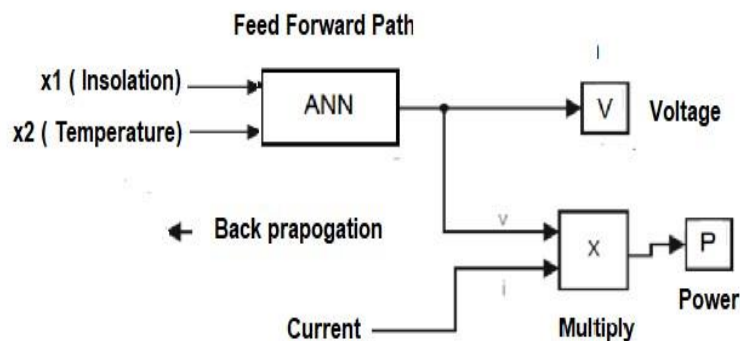 Feed Forward Path
x1 ( Insolation)
ANN
V
Voltage
x2 ( Temperature)
Back prapogation
v
x
P
i
Current
Multiply
Power